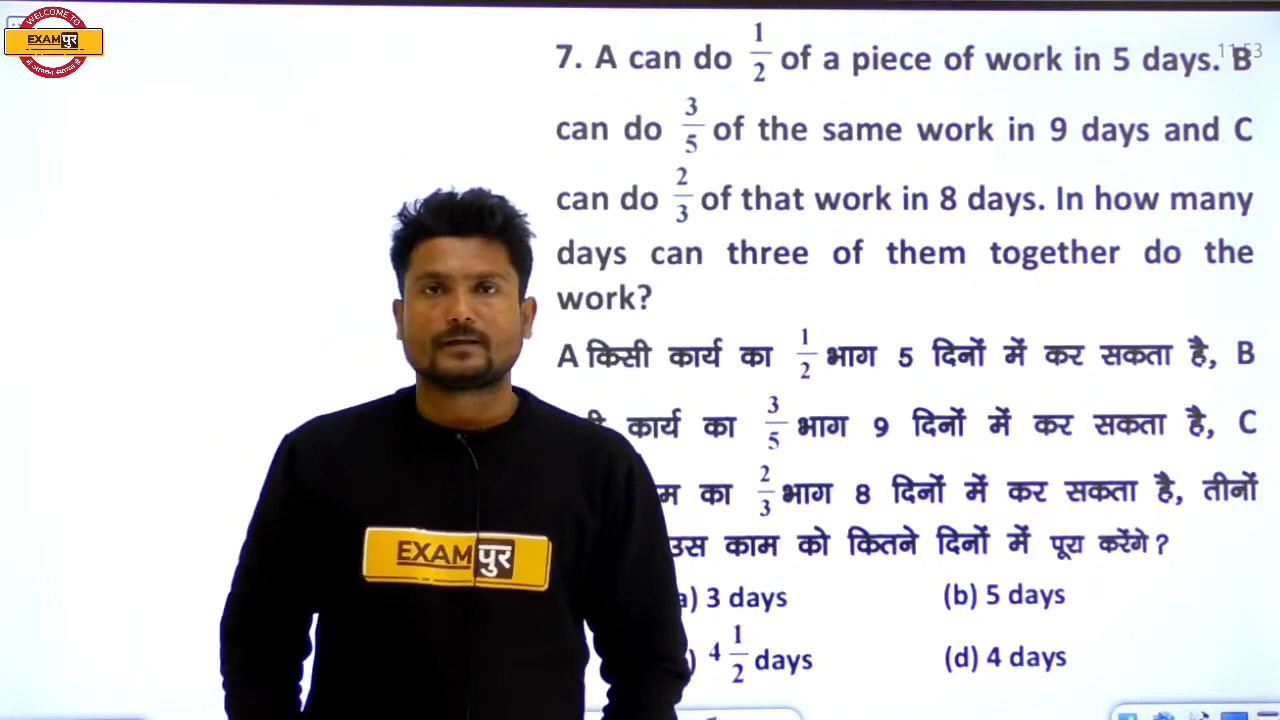 WELCOME TO
EXAMपुर
11:53
7. A can do 1/2 of a piece of work in 5 days. B
can do 3/5 of the same work in 9 days and C
can do 2/3 of that work in 8 days. In how many
days can three of them together do the
work?
A किसी कार्य का 1/2 भाग 5 दिनों में कर सकता है, B
कार्य का 3/5 भाग 9 दिनों में कर सकता है, C
का 2/3 भाग 8 दिनों में कर सकता है, तीनों
उस काम को कितने दिनों में पूरा करेंगे?
a) 3 days (b) 5 days
) 4 1/2 days (d) 4 days
EXAMपुर